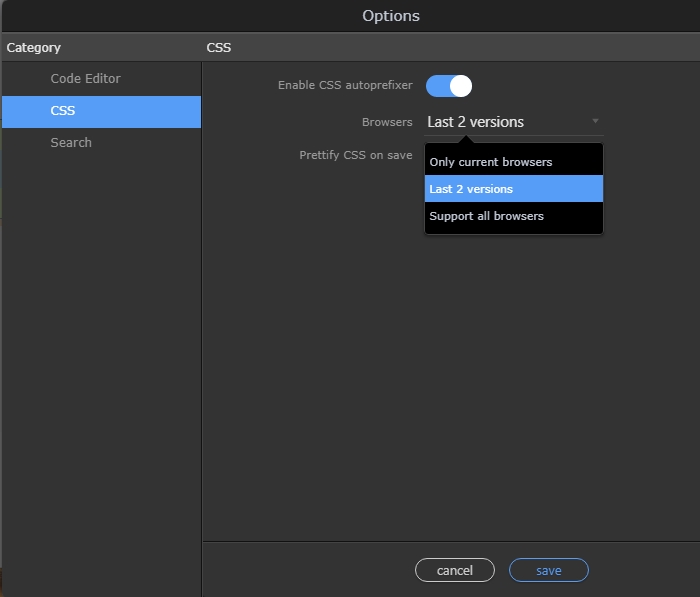 Options
Category
CSS
Code Editor
CSS
Search
Enable CSS autoprefixer
Browsers Last 2 versions
Prettify CSS on save
Only current browsers
Last 2 versions
Support all browsers
cancel save